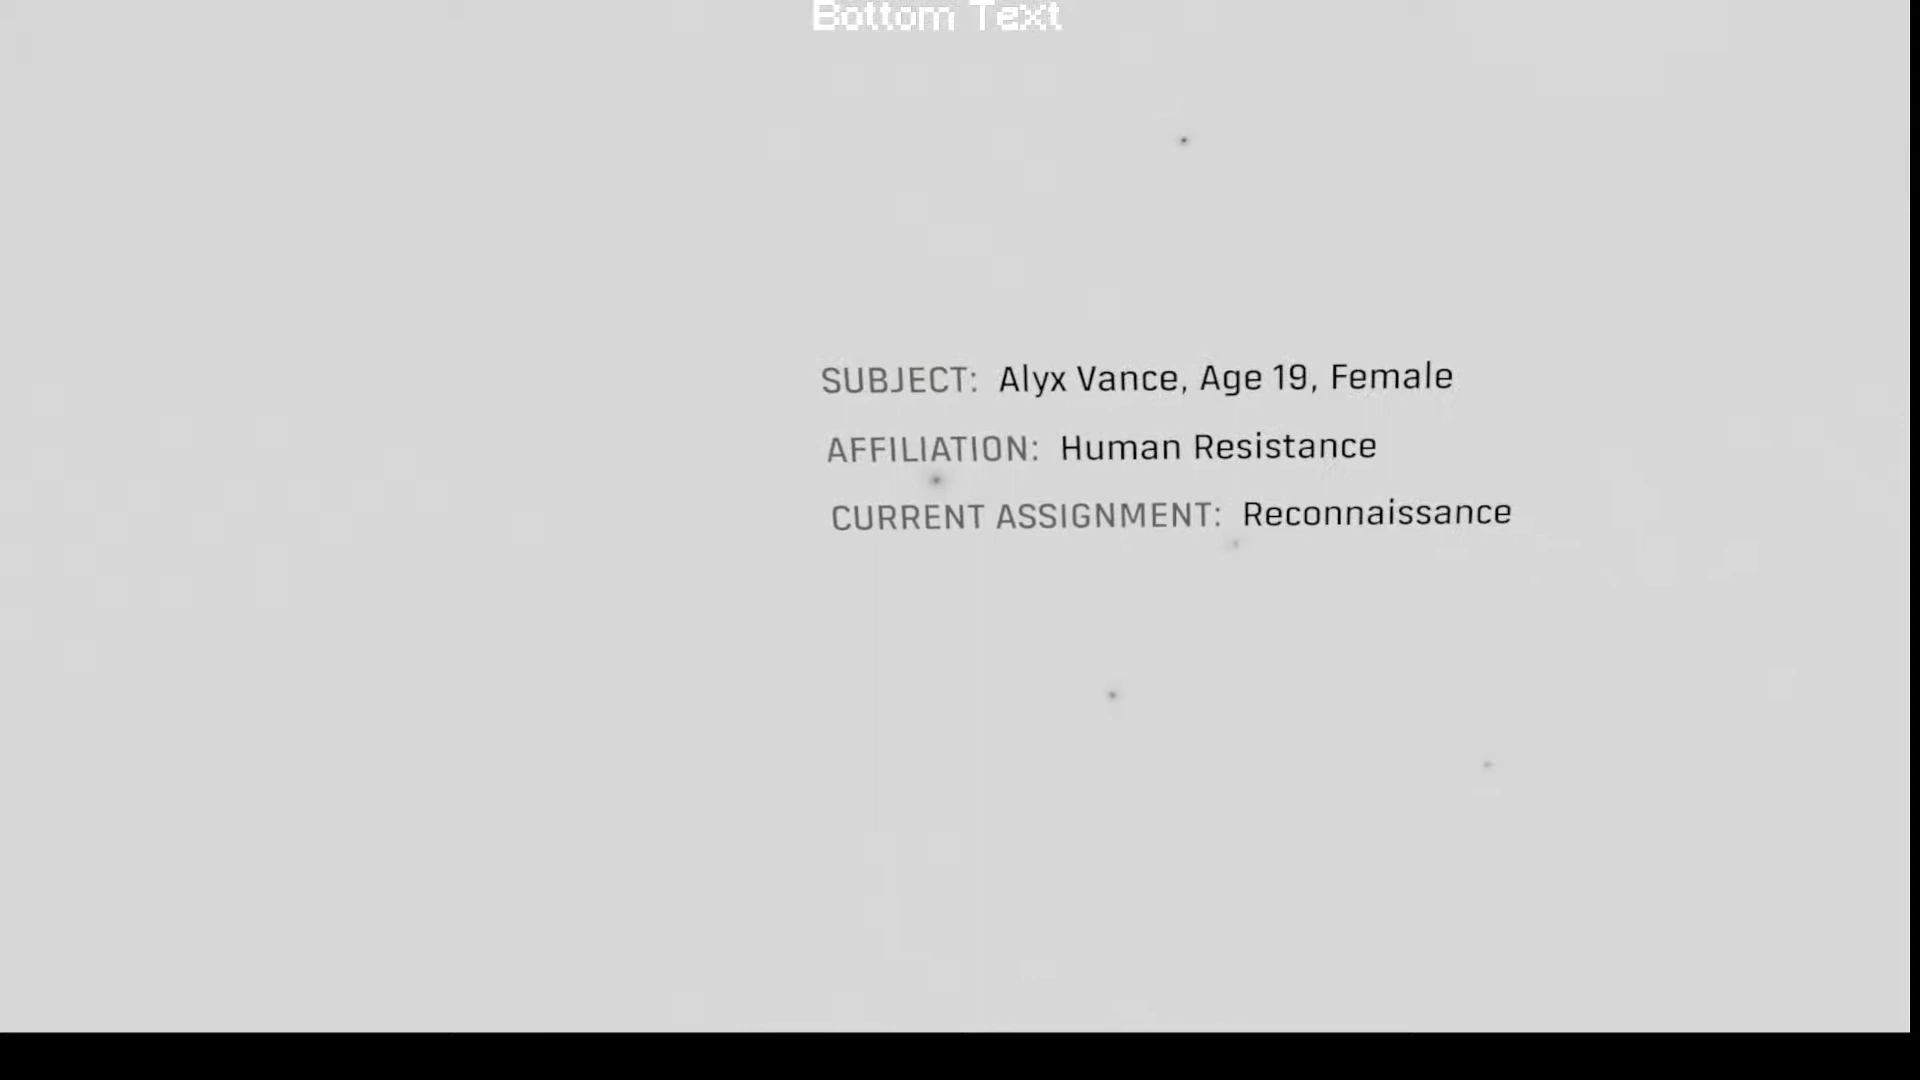 Bottom Text
SUBJECT: Alyx Vance, Age 19, Female
AFFILIATION: Human Resistance
CURRENT ASSIGNMENT: Reconnaissance